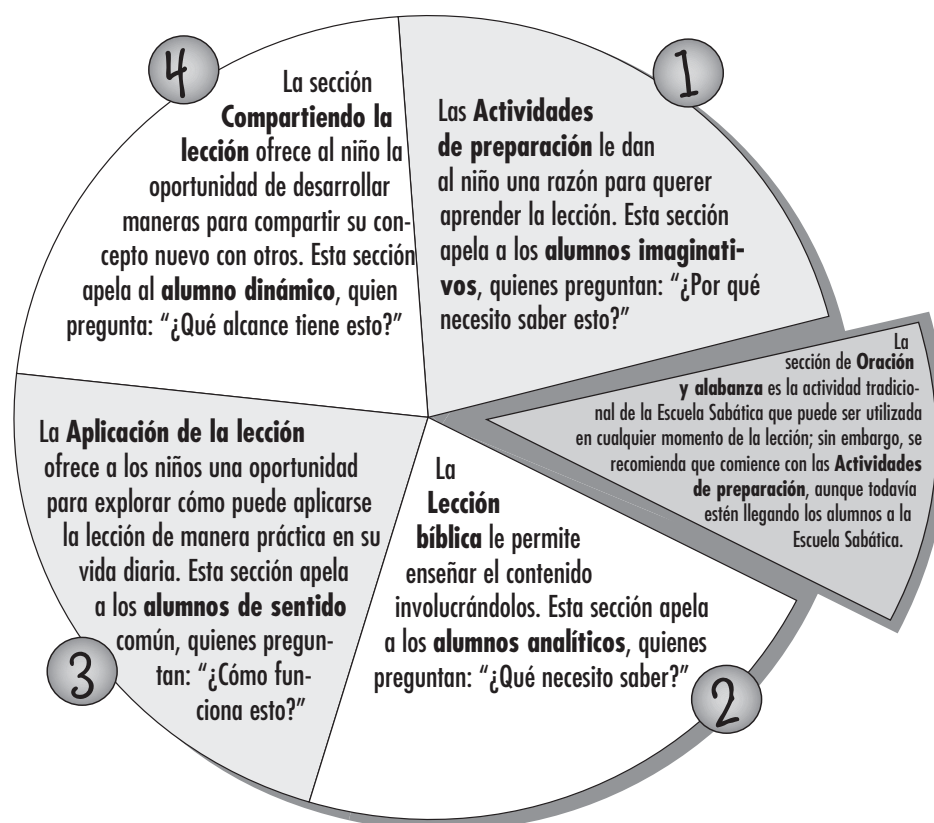 1
Las Actividades
de preparación le dan
al niño una razón para querer
aprender la lección. Esta sección
apela a los alumnos imaginati-
vos, quienes preguntan: “¿Por qué
necesito saber esto?”
La
sección de Oración
y alabanza es la actividad tradicio-
nal de la Escuela Sabática que puede ser utilizada
en cualquier momento de la lección; sin embargo, se
recomienda que comience con las Actividades
de preparación, aunque todavía
estén llegando los alumnos a la
Escuela Sabática.
2
La
Lección
bíblica le permite
enseñar el contenido
involucrándolos. Esta sección apela
a los alumnos analíticos, quienes
preguntan: “¿Qué necesito saber?”
3
La Aplicación de la lección
ofrece a los niños una oportunidad
para explorar cómo puede aplicarse
la lección de manera práctica en su
vida diaria. Esta sección apela
a los alumnos de sentido
común, quienes pregun-
tan: “¿Cómo fun-
ciona esto?”
4
La sección
Compartiendo la
lección ofrece al niño la
oportunidad de desarrollar
maneras para compartir su con-
cepto nuevo con otros. Esta sección
apela al alumno dinámico, quien
pregunta: “¿Qué alcance tiene esto?”